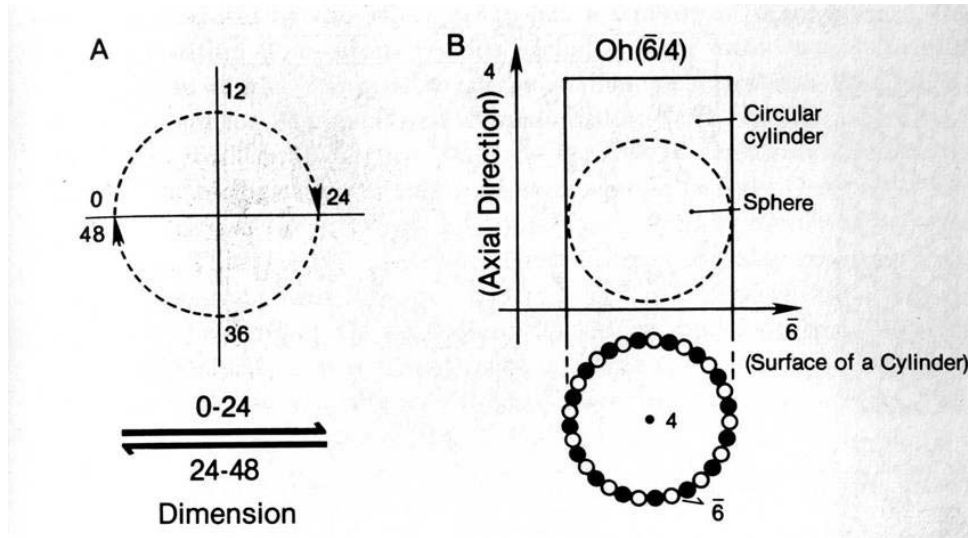 A
12
0
24
48
36
0-24
24-48
Dimension
B
Oh(6̅/4)
4
(Axial Direction)
Circular
cylinder
Sphere
6̅
(Surface of a Cylinder)
4
6̅